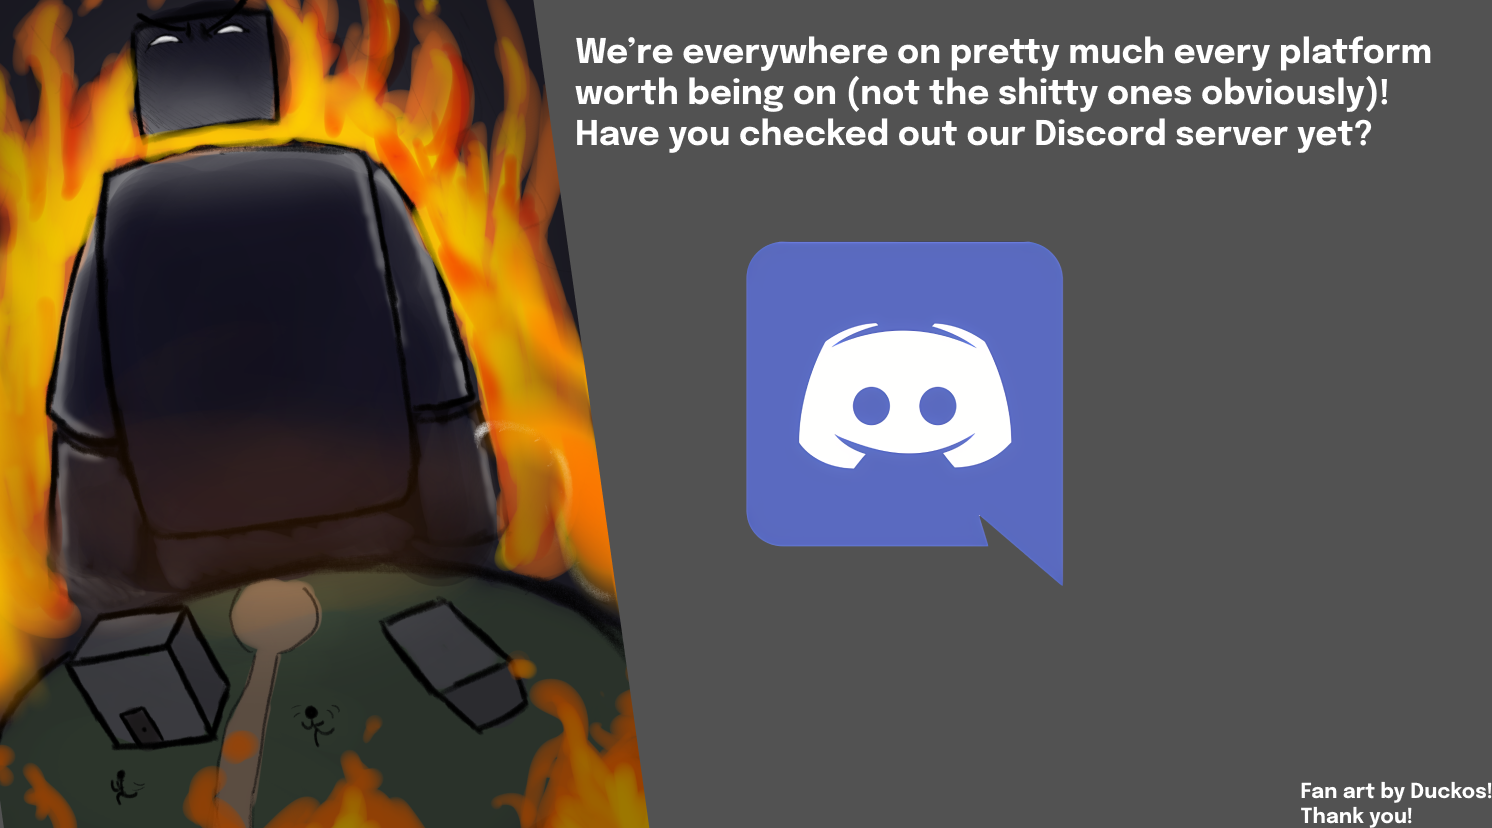 We’re everywhere on pretty much every platform
worth being on (not the shitty ones obviously)!
Have you checked out our Discord server yet?
Fan art by Duckos!
Thank you!